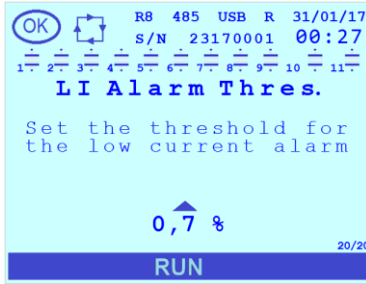 OK R8 485 USB R 31/01/17
S/N 23170001 00:27
1 2 3 4 5 6 7 8 9 10 11
LI Alarm Thres.
Set the threshold for
the low current alarm
0,7 %
20/20
RUN